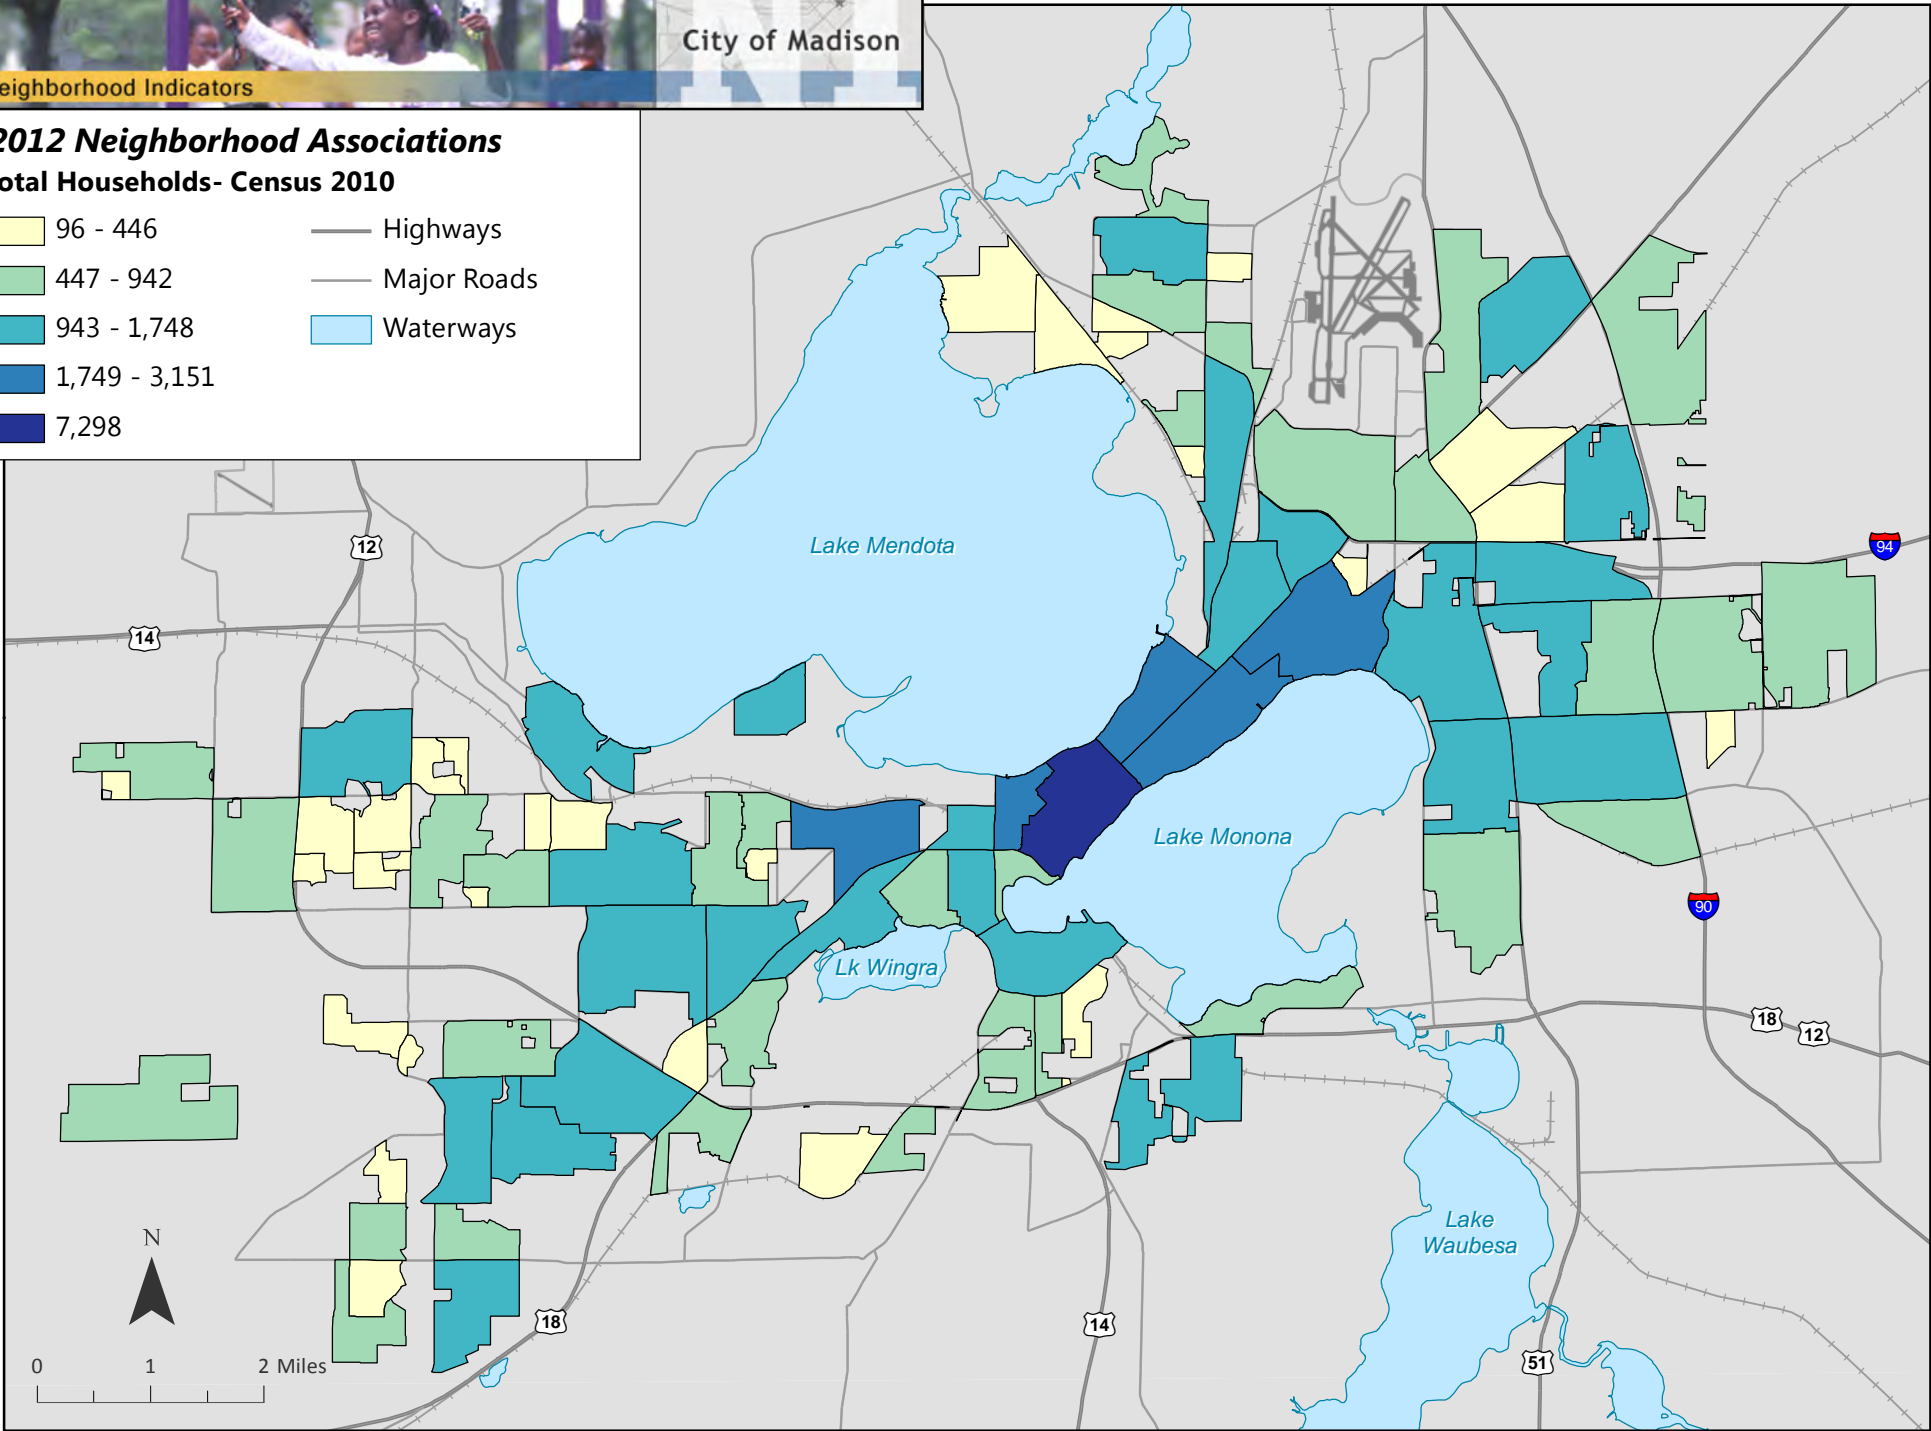 City of Madison
eighborhood Indicators
2012 Neighborhood Associations
otal Households- Census 2010
96 - 446
Highways
447 - 942
Major Roads
943 - 1,748
Waterways
1,749 - 3,151
7,298
12
Lake Mendota
94
14
Lake Monona
90
Lk Wingra
18
12
Lake
Waubesa
N
18
14
51
0 1 2 Miles